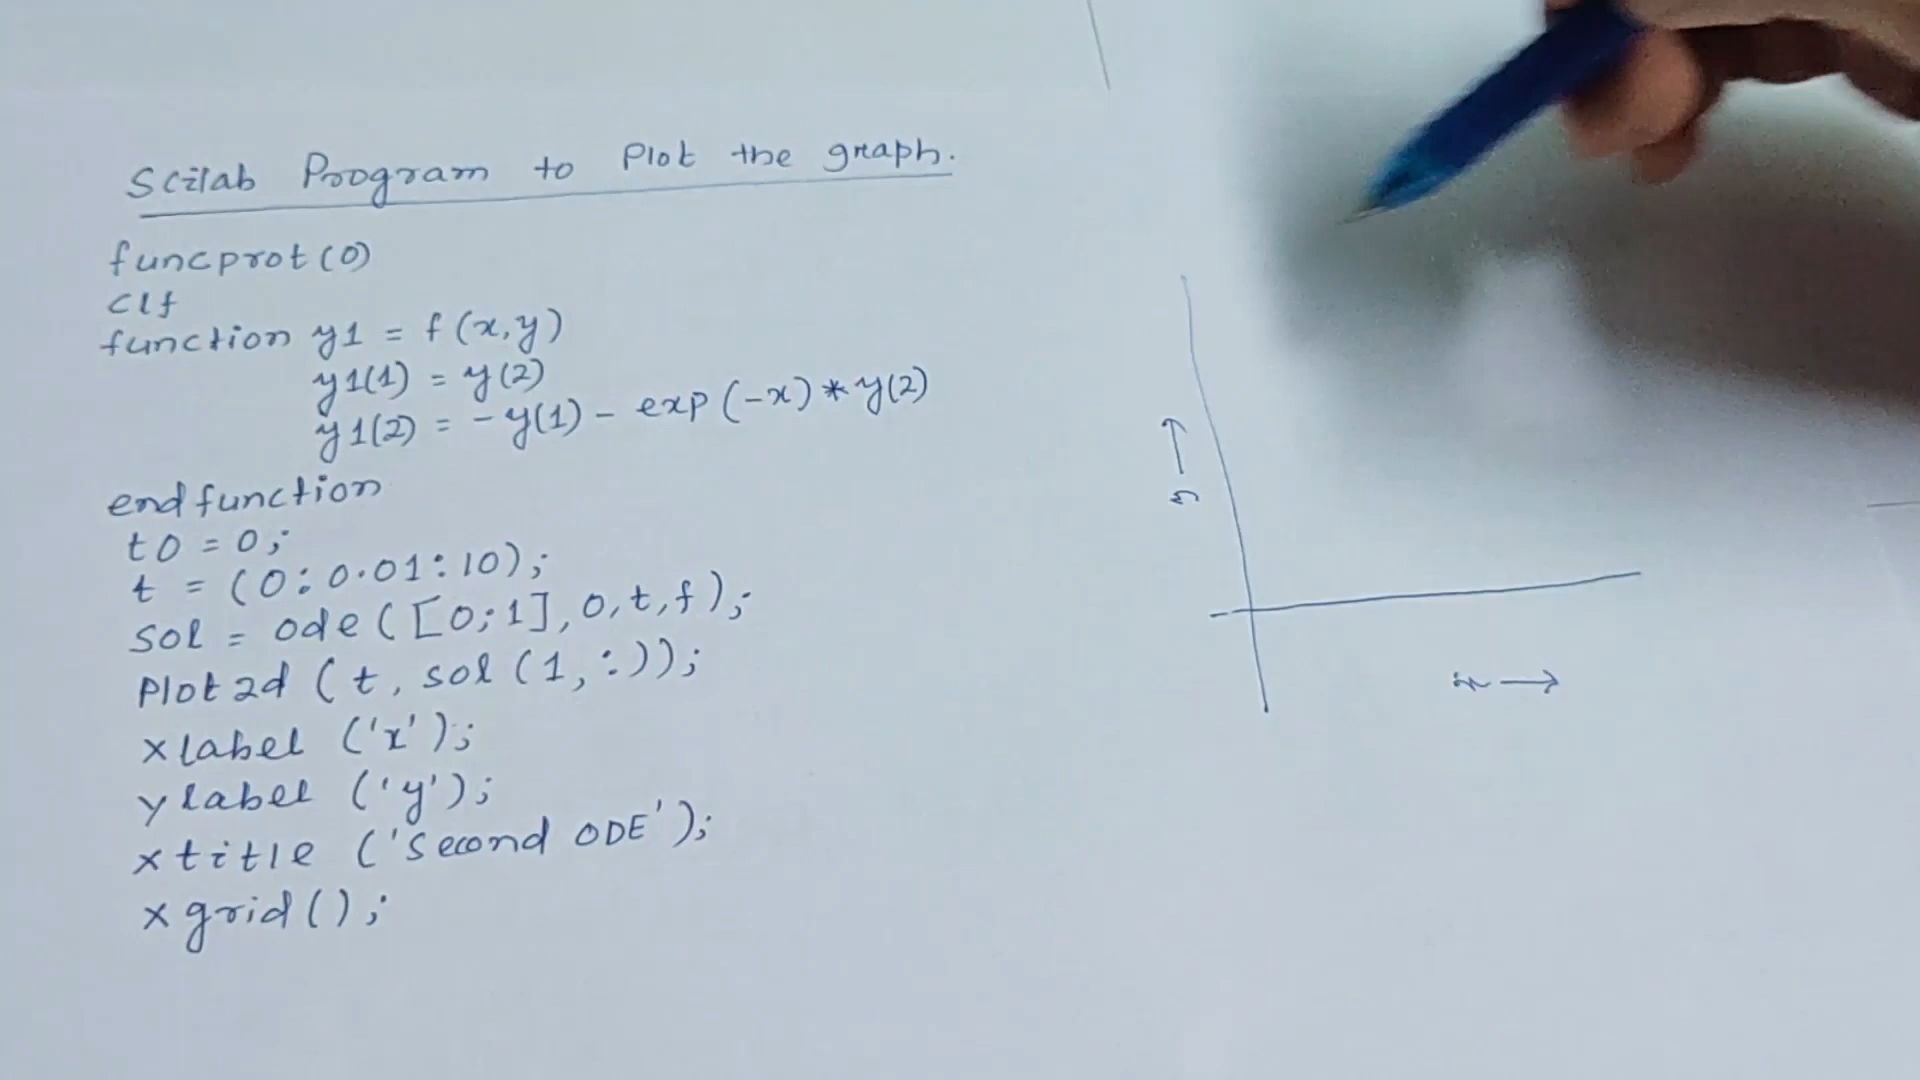 Scilab Program to Plot the graph.
funcprot(0)
clf
function y1 = f(x,y)
y1(1) = y(2)
y1(2) = -y(1) - exp(-x)*y(2)
endfunction
t0 = 0;
t = (0:0.01:10);
sol = ode([0;1],0,t,f);
Plot2d (t, sol(1,:));
xlabel ('x');
ylabel ('y');
xtitle ('Second ODE');
xgrid();